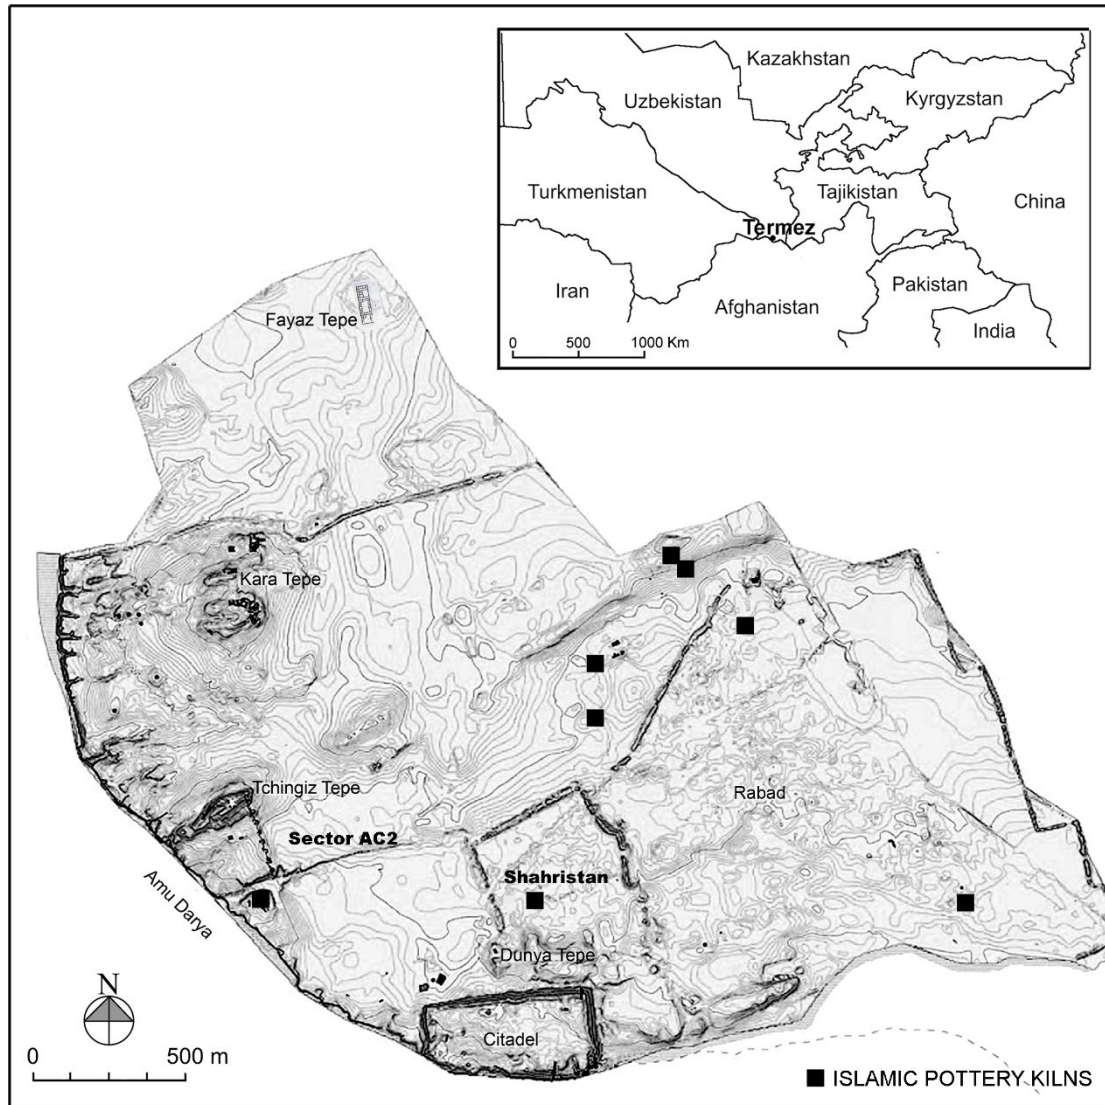 Kazakhstan
Uzbekistan
Kyrgyzstan
Turkmenistan
Tajikistan
China
Termez
Iran
Afghanistan
Pakistan
India
0 500 1000 Km
Fayaz Tepe
Kara Tepe
Tchingiz Tepe
Rabad
Sector AC2
Shahristan
Amu Darya
Dunya Tepe
N
Citadel
0 500 m
ISLAMIC POTTERY KILNS